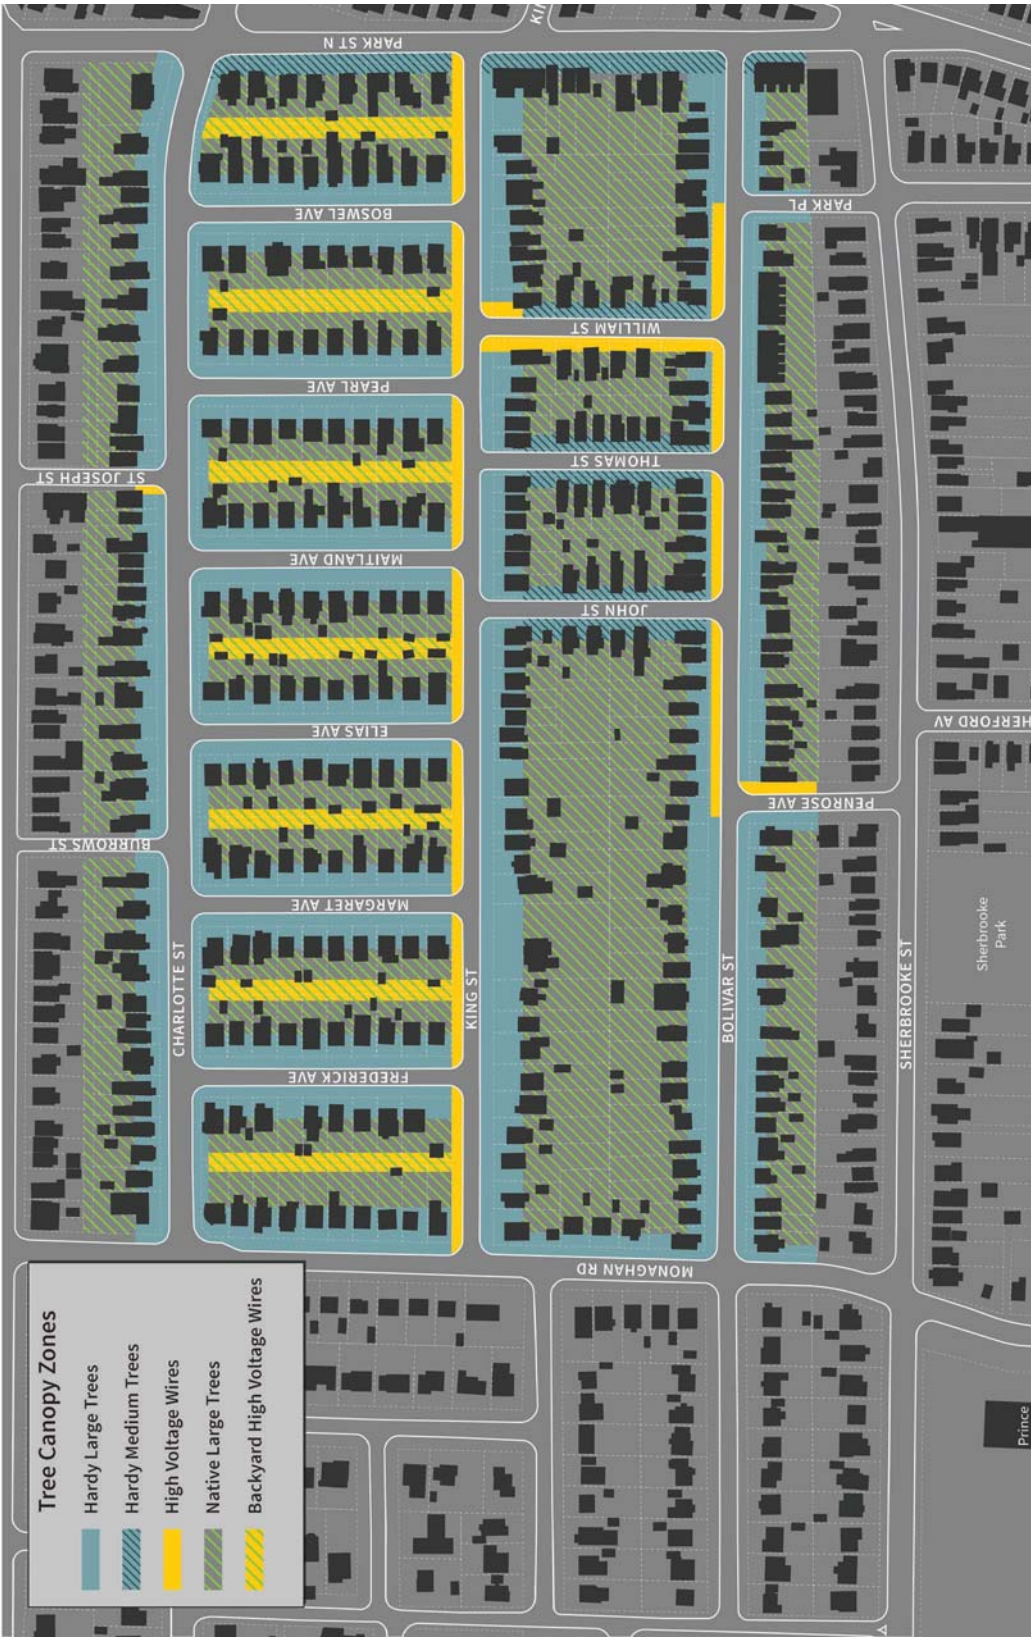 Tree Canopy Zones
Hardy Large Trees
Hardy Medium Trees
High Voltage Wires
Native Large Trees
Backyard High Voltage Wires
PARK ST N
BOSWEL AVE
PEARL AVE
MAITLAND AVE
ELIAS AVE
MARGARET AVE
FREDERICK AVE
MONAGHAN RD
ST JOSEPH ST
BURROWS ST
WILLIAM ST
THOMAS ST
JOHN ST
PARK PL
PENROSE AVE
HERFORD AV
CHARLOTTE ST
KING ST
BOLIVAR ST
SHERBROOKE ST
Sherbrooke
Park
Prince
KI